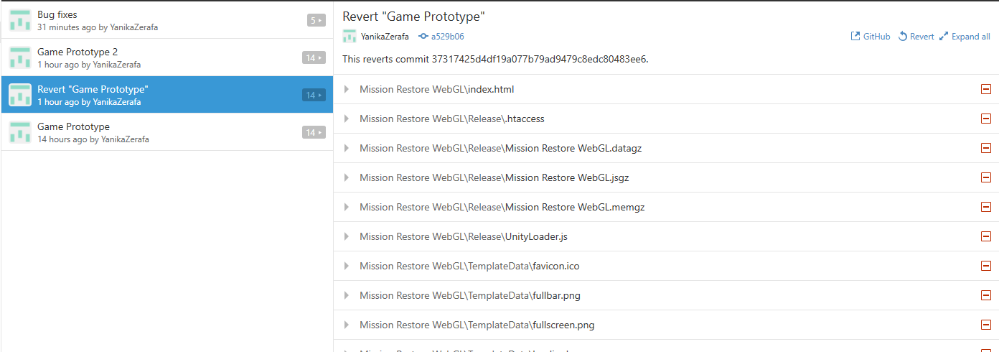 Bug fixes
31 minutes ago by YanikaZerafa
5
Game Prototype 2
1 hour ago by YanikaZerafa
14
Revert "Game Prototype"
1 hour ago by YanikaZerafa
14
Game Prototype
14 hours ago by YanikaZerafa
14
Revert "Game Prototype"
YanikaZerafa a529b06 GitHub Revert Expand all
This reverts commit 37317425d4df19a077b79ad9479c8edc80483ee6.
Mission Restore WebGL\index.html
Mission Restore WebGL\Release\.htaccess
Mission Restore WebGL\Release\Mission Restore WebGL.datagz
Mission Restore WebGL\Release\Mission Restore WebGL.jsgz
Mission Restore WebGL\Release\Mission Restore WebGL.memgz
Mission Restore WebGL\Release\UnityLoader.js
Mission Restore WebGL\TemplateData\favicon.ico
Mission Restore WebGL\TemplateData\fullbar.png
Mission Restore WebGL\TemplateData\fullscreen.png